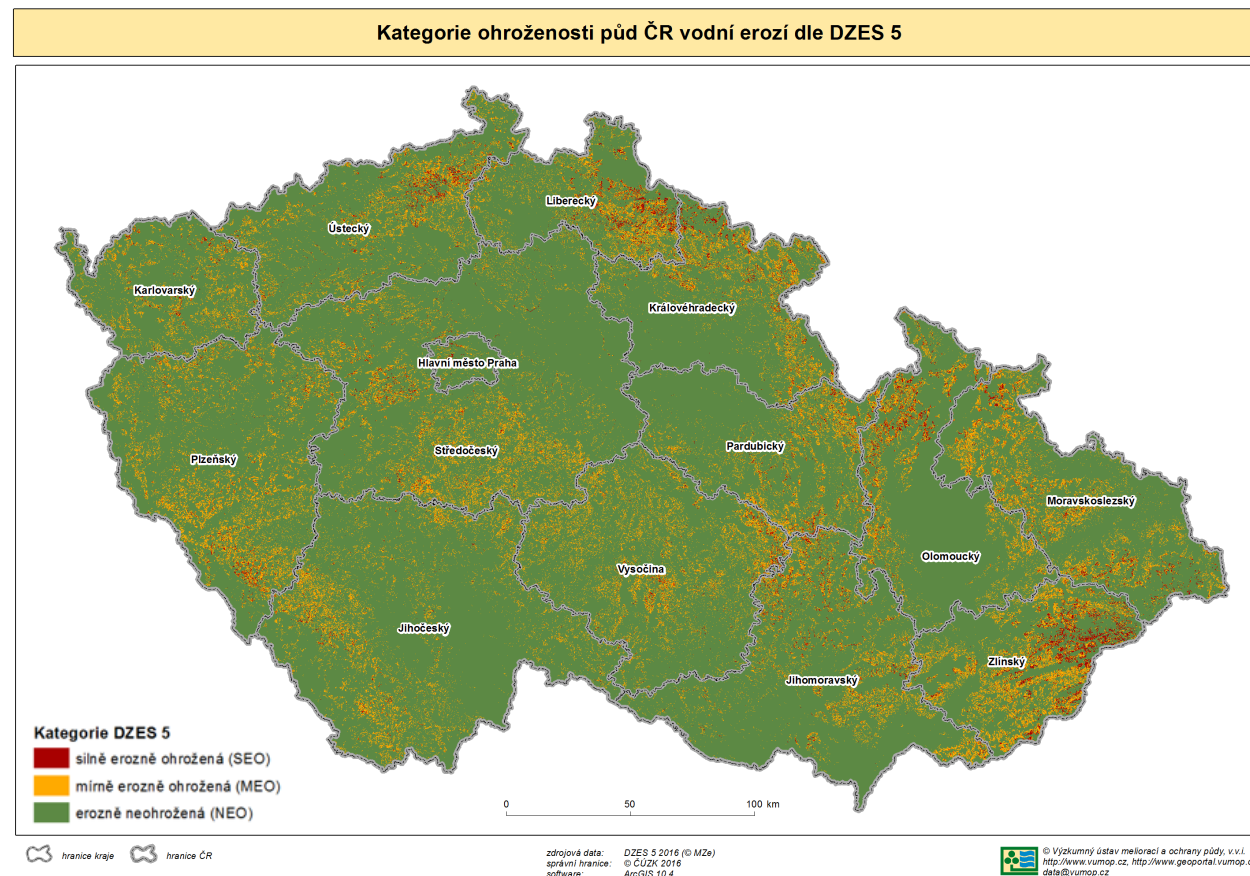 Kategorie ohroženosti půd ČR vodní erozí dle DZES 5
Liberecký
Ústecký
Karlovarský
Královéhradecký
Hlavní město Praha
Pardubický
Středočeský
Plzeňský
Moravskoslezský
Olomoucký
Vysočina
Jihočeský
Zlínský
Jihomoravský
Kategorie DZES 5
silně erozně ohrožená (SEO)
mírně erozně ohrožená (MEO)
erozně neohrožená (NEO)
0 50 100 km
hranice kraje hranice ČR
zdrojová data: DZES 5 2016 (© MZe)
správní hranice: © ČÚZK 2016
software: ArcGIS 10.4
© Výzkumný ústav meliorací a ochrany půdy, v.v.i.
http://www.vumop.cz, http://www.geoportal.vumop.c
data@vumop.cz